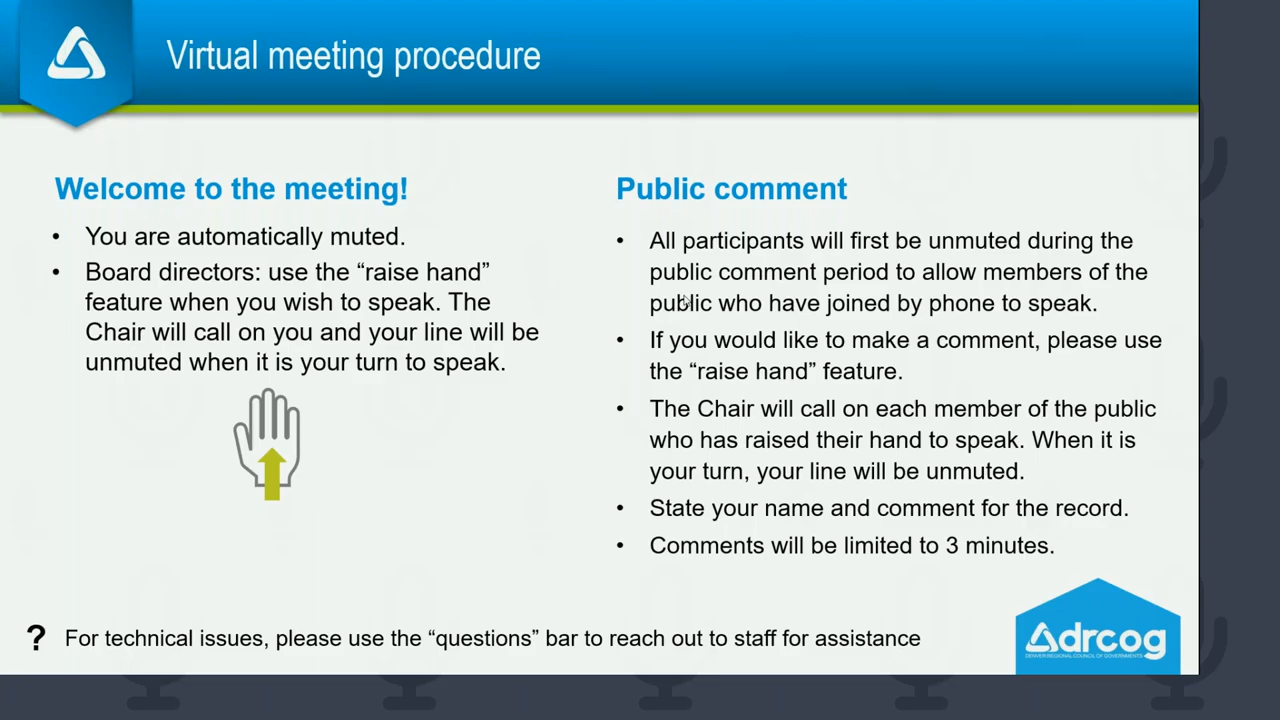 Virtual meeting procedure
Welcome to the meeting!
• You are automatically muted.
• Board directors: use the “raise hand”
feature when you wish to speak. The
Chair will call on you and your line will be
unmuted when it is your turn to speak.
Public comment
• All participants will first be unmuted during the
public comment period to allow members of the
public who have joined by phone to speak.
• If you would like to make a comment, please use
the “raise hand” feature.
• The Chair will call on each member of the public
who has raised their hand to speak. When it is
your turn, your line will be unmuted.
• State your name and comment for the record.
• Comments will be limited to 3 minutes.
? For technical issues, please use the “questions” bar to reach out to staff for assistance
drcog
DENVER REGIONAL COUNCIL OF GOVERNMENTS